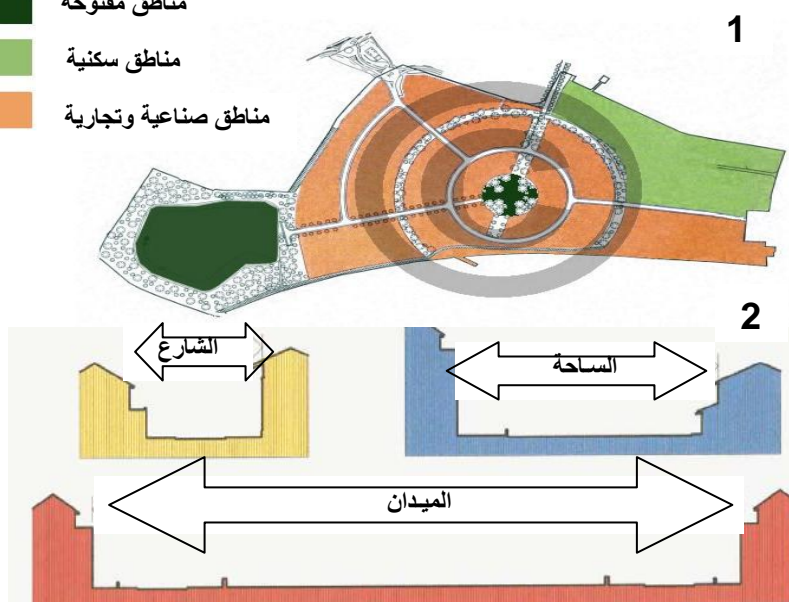 مناطق مفتوحة
مناطق سكنية
مناطق صناعية وتجارية
1
2
الشارع
الساحة
الميدان